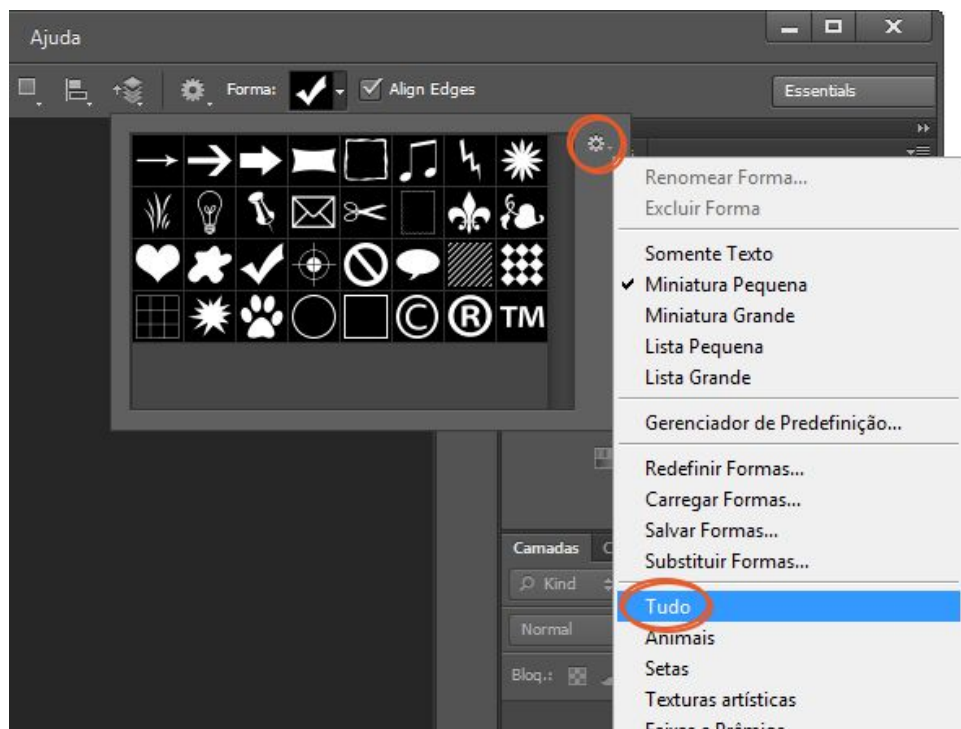 Ajuda
Forma: Align Edges Essentials
Renomear Forma...
Excluir Forma
Somente Texto
Miniatura Pequena
Miniatura Grande
Lista Pequena
Lista Grande
Gerenciador de Predefinição...
Redefinir Formas...
Carregar Formas...
Salvar Formas...
Substituir Formas...
Tudo
Animais
Setas
Texturas artísticas
Camadas C
Kind
Normal
Bloq.:
© ® TM